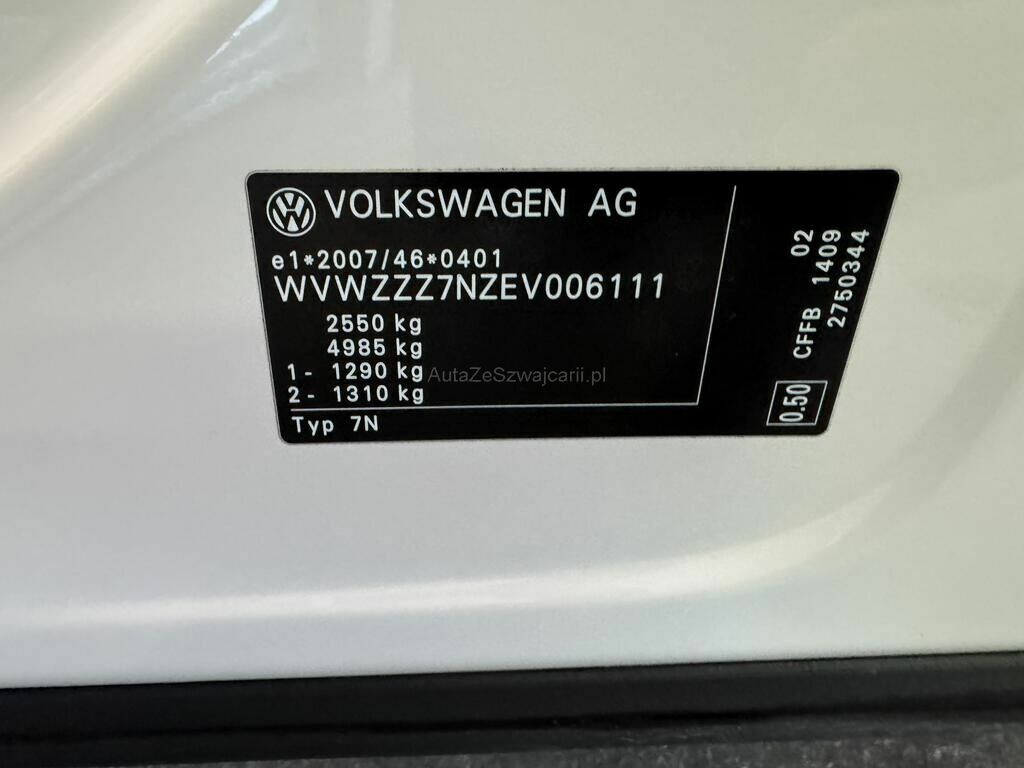 VOLKSWAGEN AG
e1*2007/46*0401
WVWZZZ7NZEV006111
2550 kg
4985 kg
1- 1290 kg
2- 1310 kg
Typ 7N
02
CFFB 1409
2750344
0.50
AutaZeSzwajcarii.pl